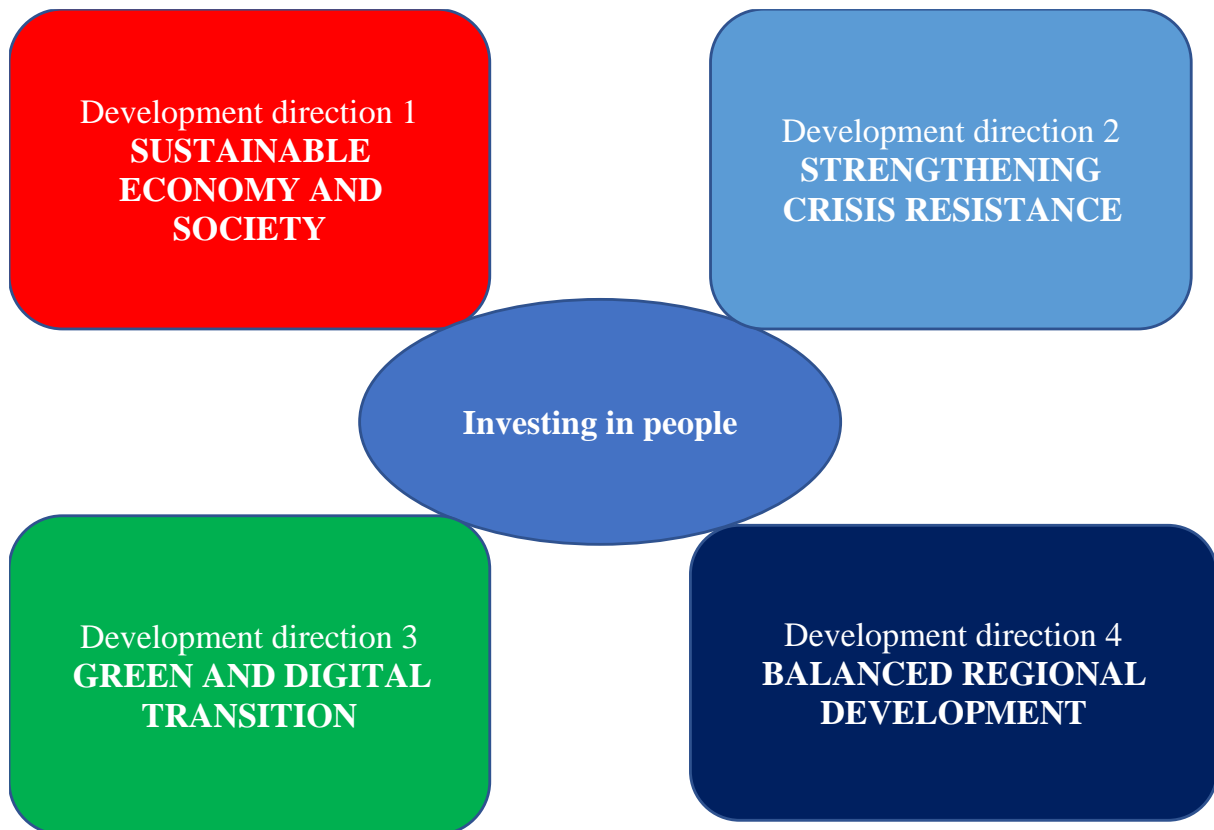 Development direction 1
SUSTAINABLE
ECONOMY AND
SOCIETY
Development direction 2
STRENGTHENING
CRISIS RESISTANCE
Investing in people
Development direction 3
GREEN AND DIGITAL
TRANSITION
Development direction 4
BALANCED REGIONAL
DEVELOPMENT